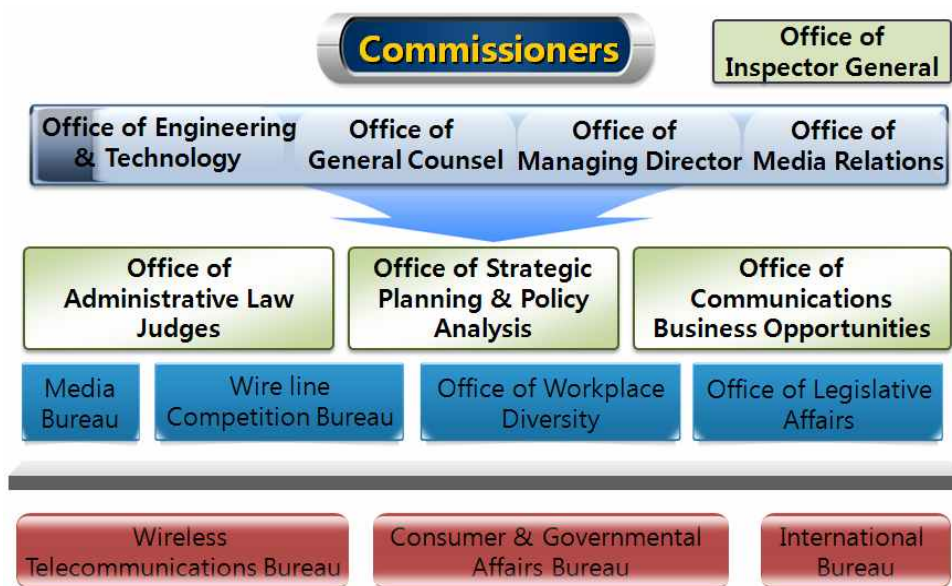 Commissioners
Office of
Inspector General
Office of Engineering
& Technology
Office of
General Counsel
Office of
Managing Director
Office of
Media Relations
Office of
Administrative Law
Judges
Office of Strategic
Planning & Policy
Analysis
Office of
Communications
Business Opportunities
Media
Bureau
Wire line
Competition Bureau
Office of Workplace
Diversity
Office of Legislative
Affairs
Wireless
Telecommunications Bureau
Consumer & Governmental
Affairs Bureau
International
Bureau